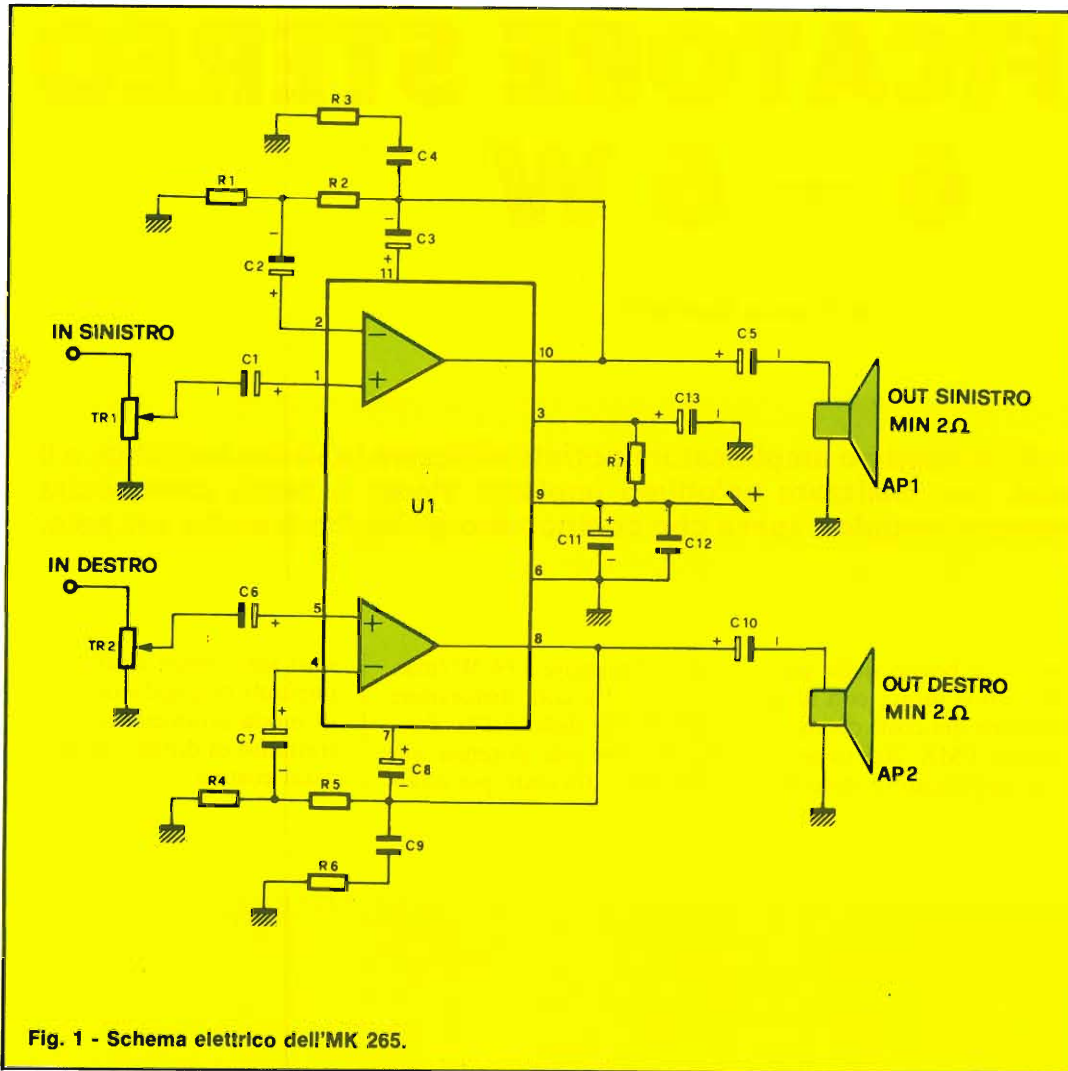 R3
C4
R1
R2
C3
C2
11
IN SINISTRO
C1
2
1
TR1
10
C5
OUT SINISTRO
MIN 2Ω
AP1
3
C13
R7
U1
9
C11
C12
6
IN DESTRO
C6
5
TR2
4
8
C10
OUT DESTRO
MIN 2Ω
AP2
7
C7
C8
R4
R5
C9
R6
Fig. 1 - Schema elettrico dell'MK 265.